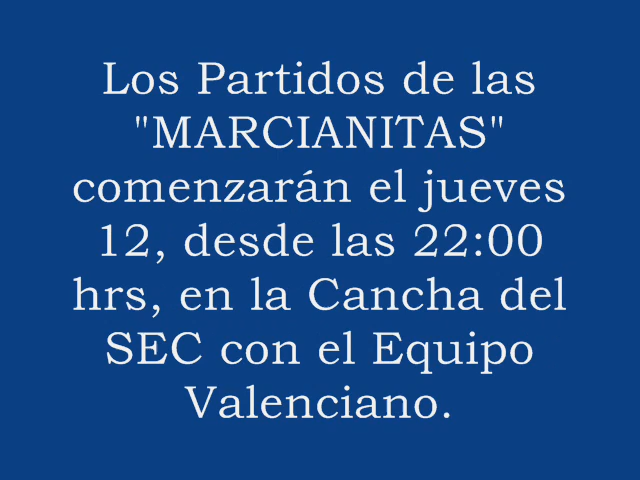 Los Partidos de las
"MARCIANITAS"
comenzarán el jueves
12, desde las 22:00
hrs, en la Cancha del
SEC con el Equipo
Valenciano.